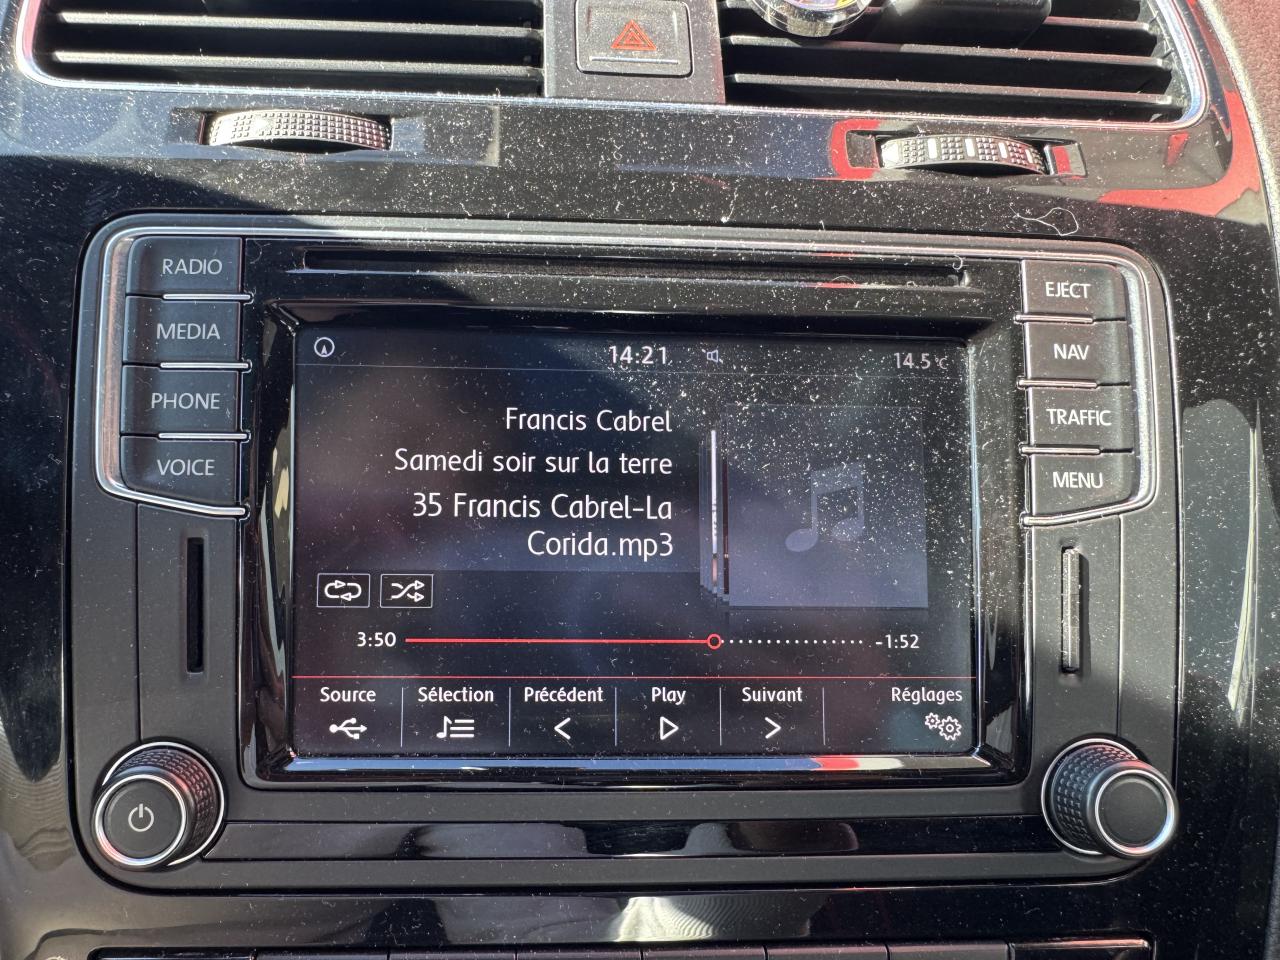 RADIO
MEDIA
PHONE
VOICE
EJECT
NAV
TRAFFIC
MENU
14:21
14.5 °C
Francis Cabrel
Samedi soir sur la terre
35 Francis Cabrel-La
Corida.mp3
3:50
-1:52
Source
Sélection
Précédent
Play
Suivant
Réglages